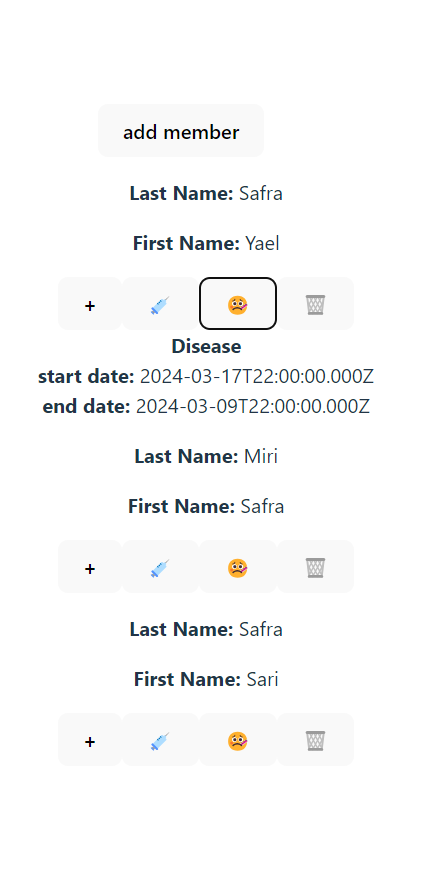 add member
Last Name: Safra
First Name: Yael
+
Disease
start date: 2024-03-17T22:00:00.000Z
end date: 2024-03-09T22:00:00.000Z
Last Name: Miri
First Name: Safra
+
Last Name: Safra
First Name: Sari
+